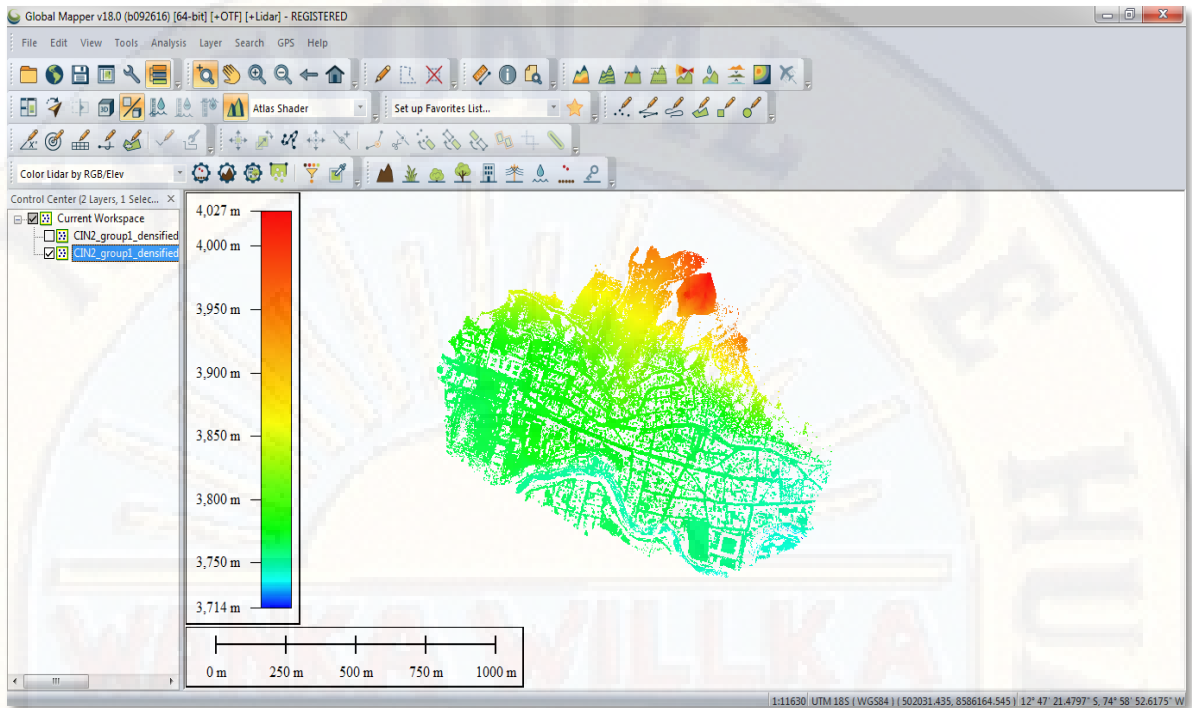 Global Mapper v18.0 (b092616) [64-bit] [+OTF] [+Lidar] - REGISTERED
File Edit View Tools Analysis Layer Search GPS Help
Atlas Shader
Set up Favorites List...
Color Lidar by RGB/Elev
Control Center (2 Layers, 1 Selec...
Current Workspace
CIN2_group1_densified
CIN2_group1_densified
4,027 m
4,000 m
3,950 m
3,900 m
3,850 m
3,800 m
3,750 m
3,714 m
0 m 250 m 500 m 750 m 1000 m
1:11630 UTM 18S ( WGS84 ) ( 502031.435, 8586164.545 ) 12° 47' 21.4797" S, 74° 58' 52.6175" W
WANKA WILLKA